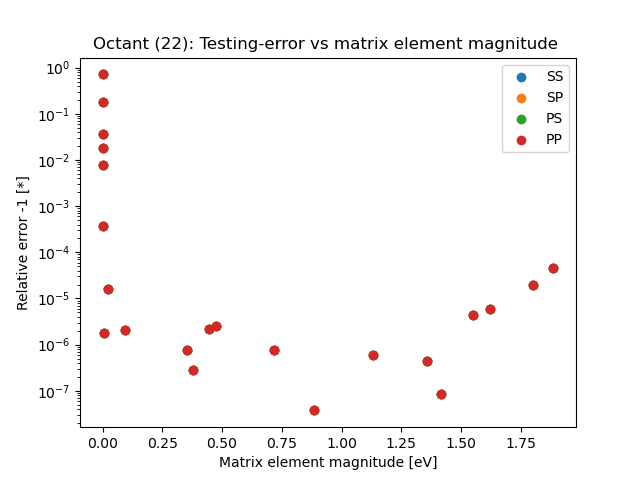 Octant (22): Testing-error vs matrix element magnitude
SS
SP
PS
PP
Relative error -1 [*]
10⁰
10⁻¹
10⁻²
10⁻³
10⁻⁴
10⁻⁵
10⁻⁶
10⁻⁷
0.00 0.25 0.50 0.75 1.00 1.25 1.50 1.75
Matrix element magnitude [eV]